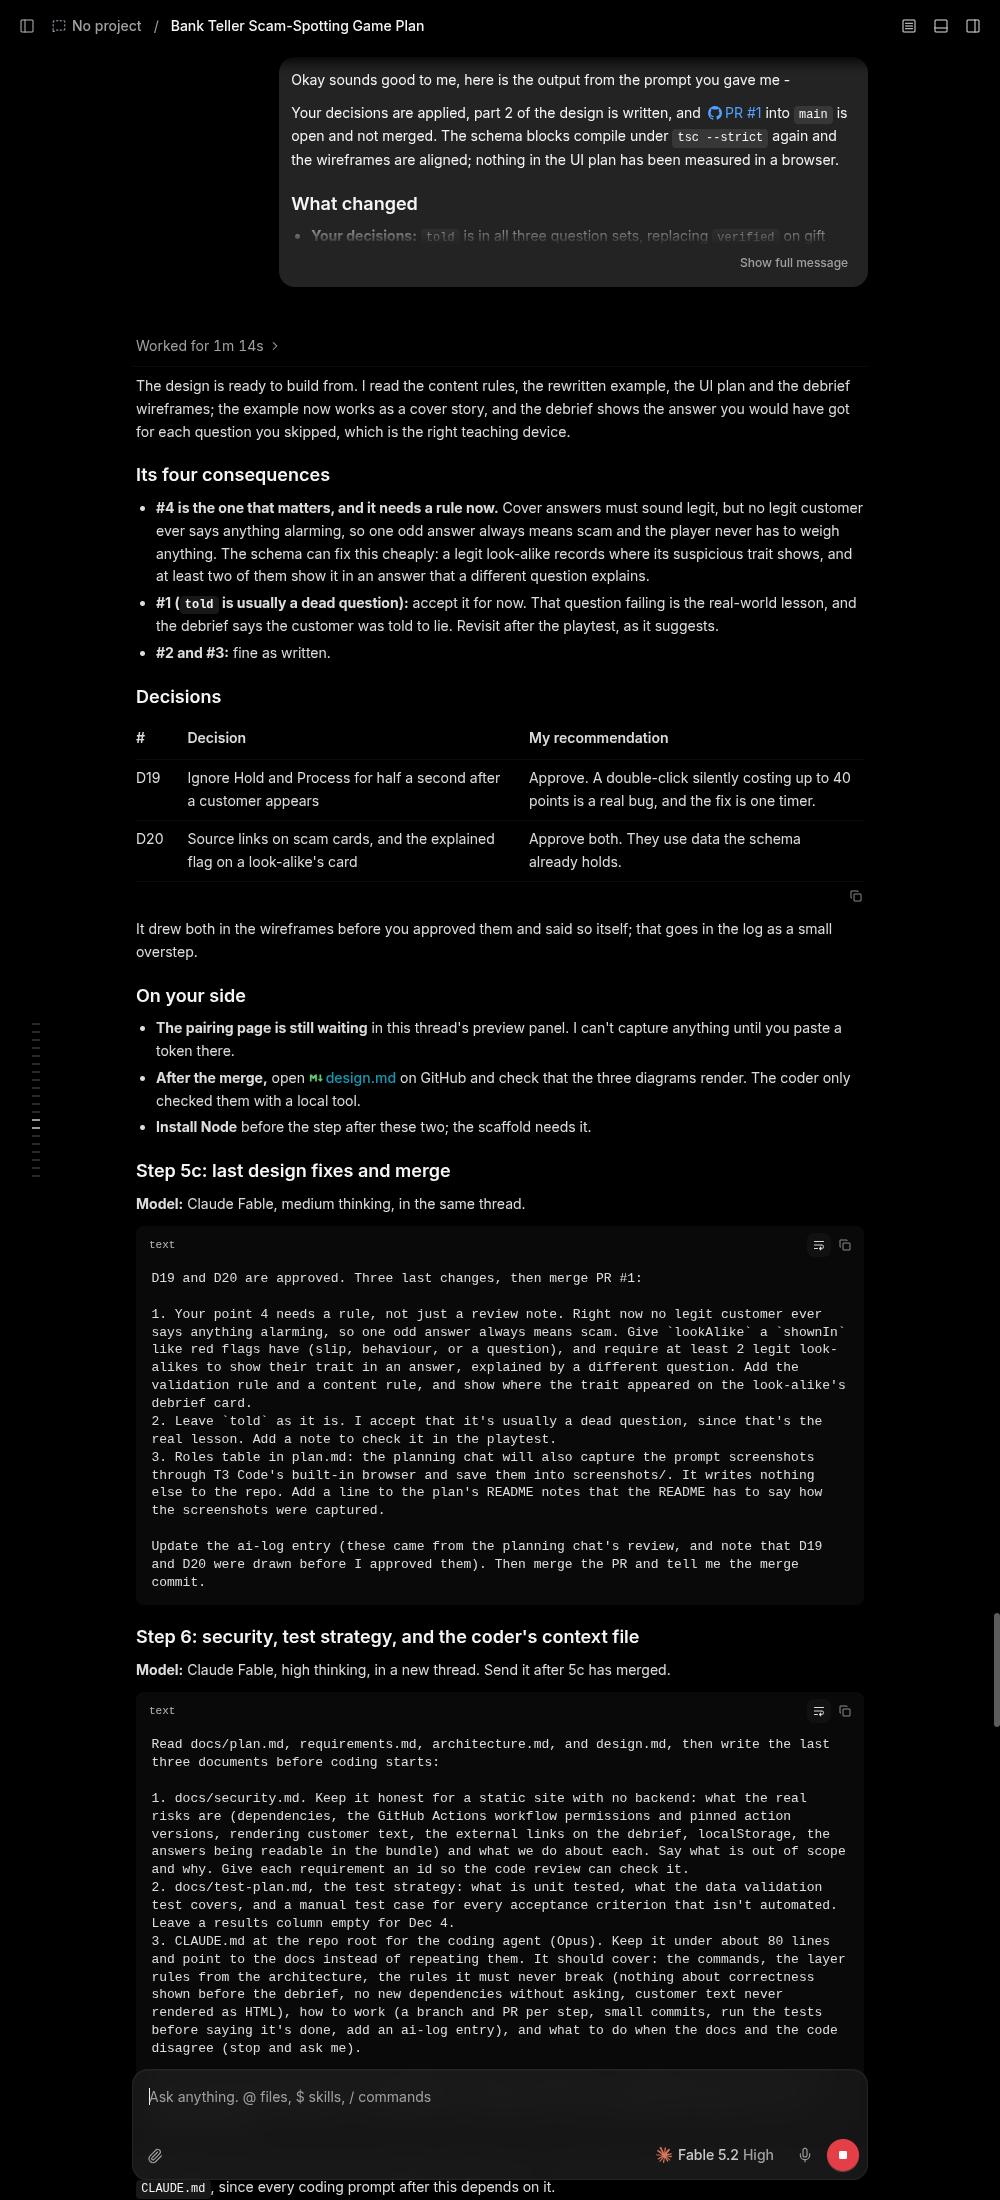 No project / Bank Teller Scam-Spotting Game Plan
Okay sounds good to me, here is the output from the prompt you gave me -
Your decisions are applied, part 2 of the design is written, and PR #1 into main is
open and not merged. The schema blocks compile under tsc --strict again and
the wireframes are aligned; nothing in the UI plan has been measured in a browser.
What changed
• Your decisions: told is in all three question sets, replacing verified on gift
Show full message
Worked for 1m 14s >
The design is ready to build from. I read the content rules, the rewritten example, the UI plan and the debrief
wireframes; the example now works as a cover story, and the debrief shows the answer you would have got
for each question you skipped, which is the right teaching device.
Its four consequences
• #4 is the one that matters, and it needs a rule now. Cover answers must sound legit, but no legit customer
ever says anything alarming, so one odd answer always means scam and the player never has to weigh
anything. The schema can fix this cheaply: a legit look-alike records where its suspicious trait shows, and
at least two of them show it in an answer that a different question explains.
• #1 (told is usually a dead question): accept it for now. That question failing is the real-world lesson, and
the debrief says the customer was told to lie. Revisit after the playtest, as it suggests.
• #2 and #3: fine as written.
Decisions
# Decision My recommendation
D19 Ignore Hold and Process for half a second after Approve. A double-click silently costing up to 40
a customer appears points is a real bug, and the fix is one timer.
D20 Source links on scam cards, and the explained Approve both. They use data the schema
flag on a look-alike's card already holds.
It drew both in the wireframes before you approved them and said so itself; that goes in the log as a small
overstep.
On your side
• The pairing page is still waiting in this thread's preview panel. I can't capture anything until you paste a
token there.
• After the merge, open design.md on GitHub and check that the three diagrams render. The coder only
checked them with a local tool.
• Install Node before the step after these two; the scaffold needs it.
Step 5c: last design fixes and merge
Model: Claude Fable, medium thinking, in the same thread.
text
D19 and D20 are approved. Three last changes, then merge PR #1:
1. Your point 4 needs a rule, not just a review note. Right now no legit customer ever
says anything alarming, so one odd answer always means scam. Give `lookAlike` a `shownIn`
like red flags have (slip, behaviour, or a question), and require at least 2 legit look-
alikes to show their trait in an answer, explained by a different question. Add the
validation rule and a content rule, and show where the trait appeared on the look-alike's
debrief card.
2. Leave `told` as it is. I accept that it's usually a dead question, since that's the
real lesson. Add a note to check it in the playtest.
3. Roles table in plan.md: the planning chat will also capture the prompt screenshots
through T3 Code's built-in browser and save them into screenshots/. It writes nothing
else to the repo. Add a line to the plan's README notes that the README has to say how
the screenshots were captured.
Update the ai-log entry (these came from the planning chat's review, and note that D19
and D20 were drawn before I approved them). Then merge the PR and tell me the merge
commit.
Step 6: security, test strategy, and the coder's context file
Model: Claude Fable, high thinking, in a new thread. Send it after 5c has merged.
text
Read docs/plan.md, requirements.md, architecture.md, and design.md, then write the last
three documents before coding starts:
1. docs/security.md. Keep it honest for a static site with no backend: what the real
risks are (dependencies, the GitHub Actions workflow permissions and pinned action
versions, rendering customer text, the external links on the debrief, localStorage, the
answers being readable in the bundle) and what we do about each. Say what is out of scope
and why. Give each requirement an id so the code review can check it.
2. docs/test-plan.md, the test strategy: what is unit tested, what the data validation
test covers, and a manual test case for every acceptance criterion that isn't automated.
Leave a results column empty for Dec 4.
3. CLAUDE.md at the repo root for the coding agent (Opus). Keep it under about 80 lines
and point to the docs instead of repeating them. It should cover: the commands, the layer
rules from the architecture, the rules it must never break (nothing about correctness
shown before the debrief, no new dependencies without asking, customer text never
rendered as HTML), how to work (a branch and PR per step, small commits, run the tests
before saying it's done, add an ai-log entry), and what to do when the docs and the code
disagree (stop and ask me).
Ask anything. @ files, $ skills, / commands
Fable 5.2 High
CLAUDE.md, since every coding prompt after this depends on it.